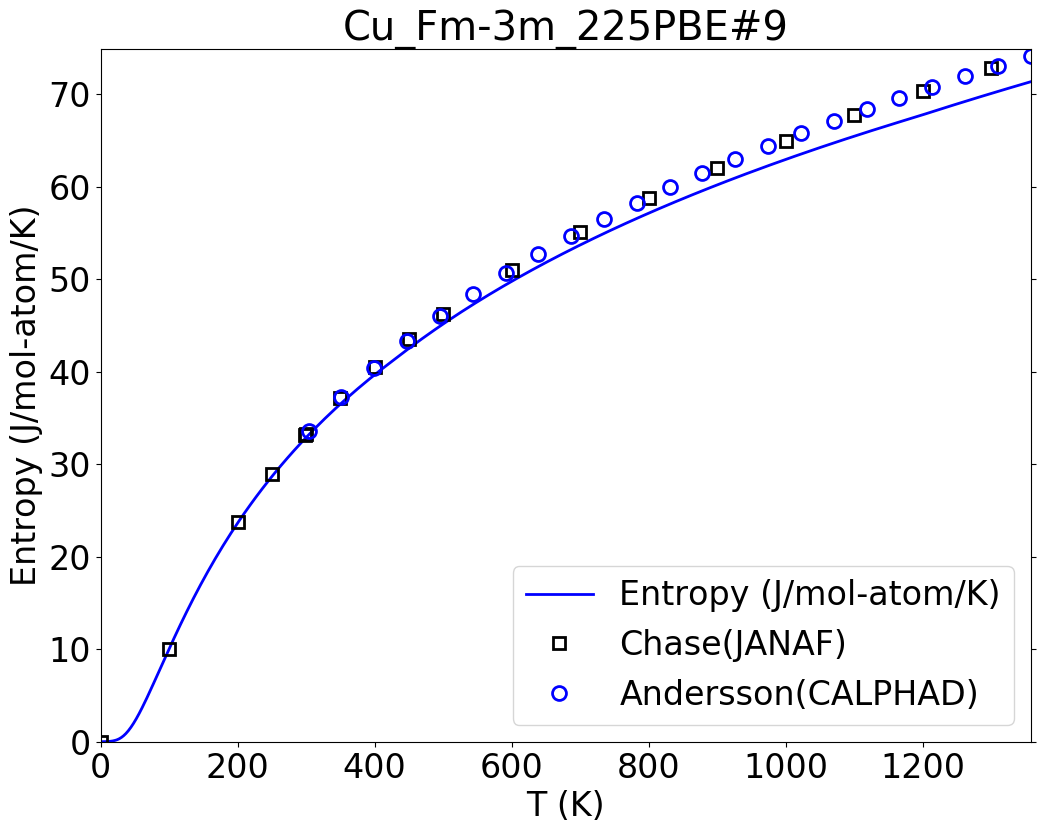 Cu_Fm-3m_225PBE#9
Entropy (J/mol-atom/K)
70
60
50
40
30
20
10
0
0 200 400 600 800 1000 1200
T (K)
Entropy (J/mol-atom/K)
Chase(JANAF)
Andersson(CALPHAD)